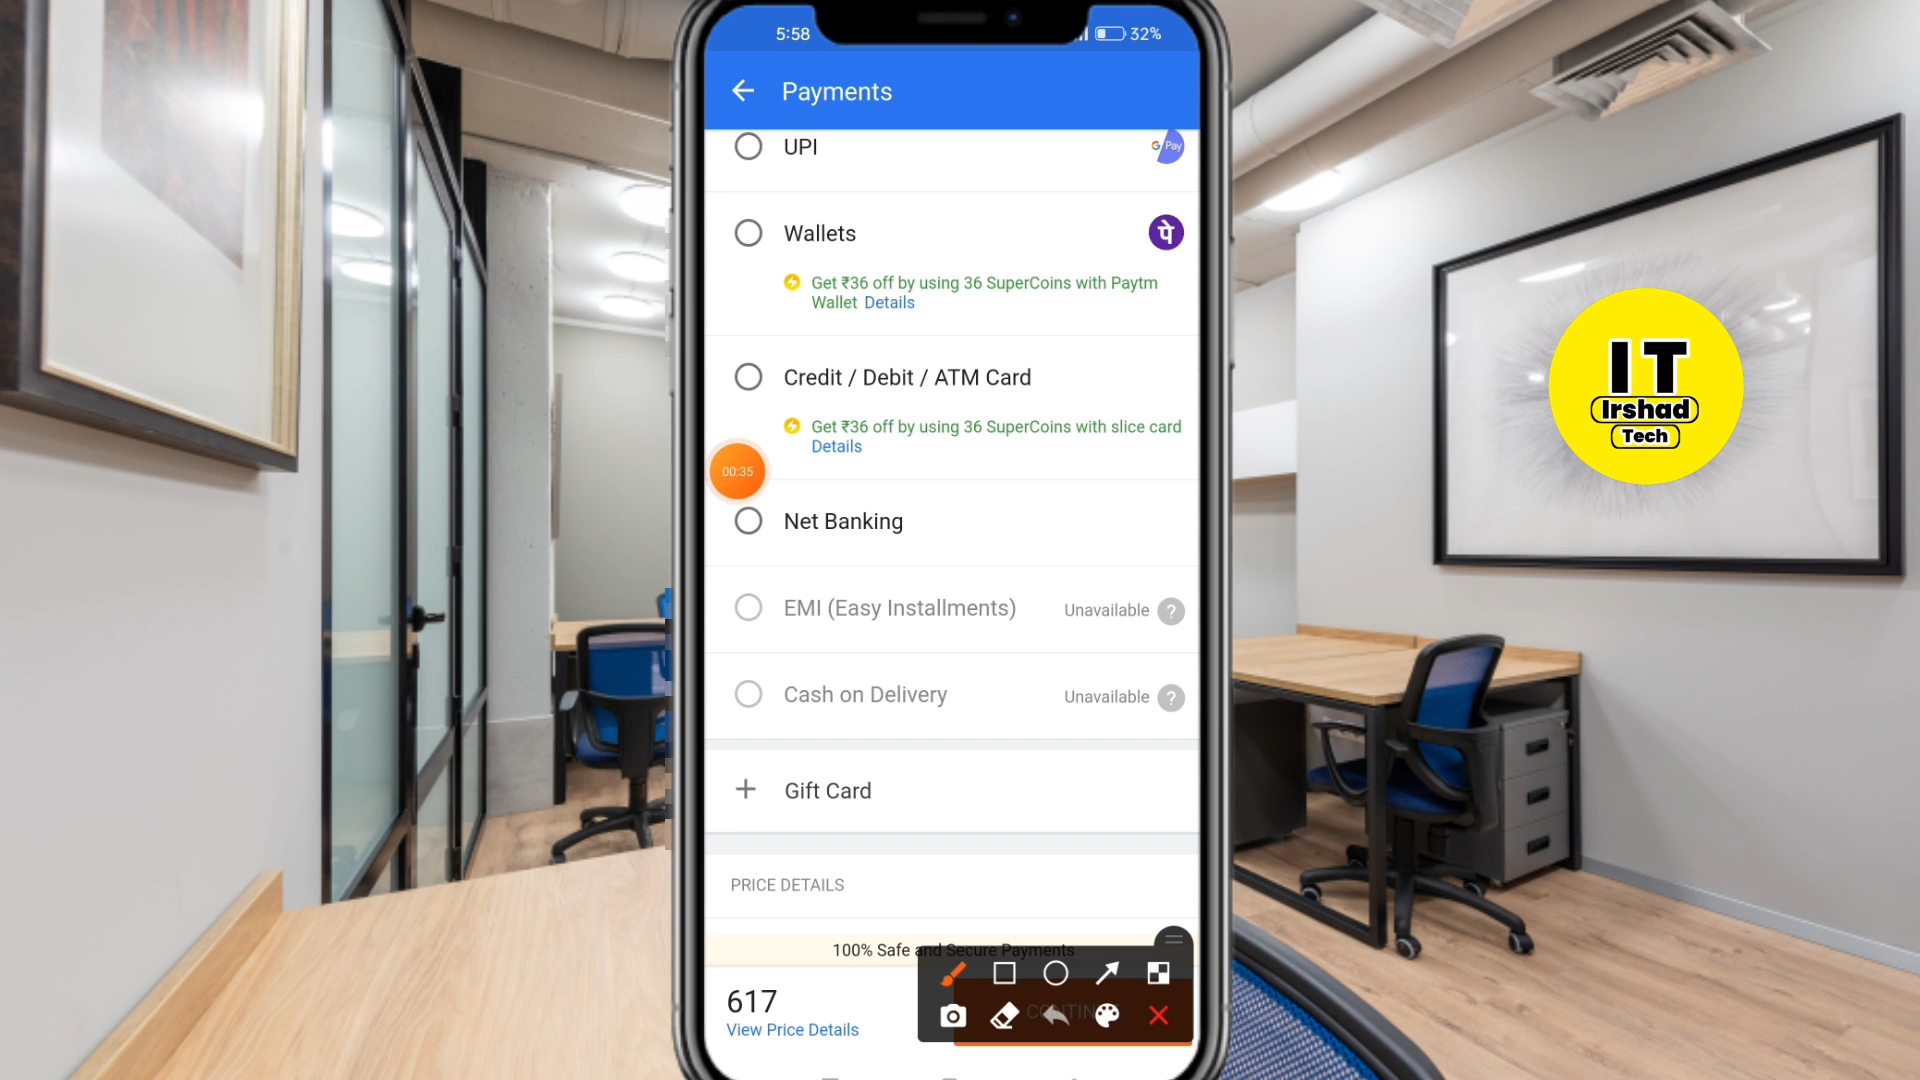 5:58
32%
Payments
UPI
G Pay
Wallets
पे
Get ₹36 off by using 36 SuperCoins with Paytm
Wallet Details
Credit / Debit / ATM Card
Get ₹36 off by using 36 SuperCoins with slice card
Details
00:35
Net Banking
EMI (Easy Installments)
Unavailable ?
Cash on Delivery
Unavailable ?
+ Gift Card
PRICE DETAILS
100% Safe and Secure Payments
617
View Price Details
IT
Irshad
Tech